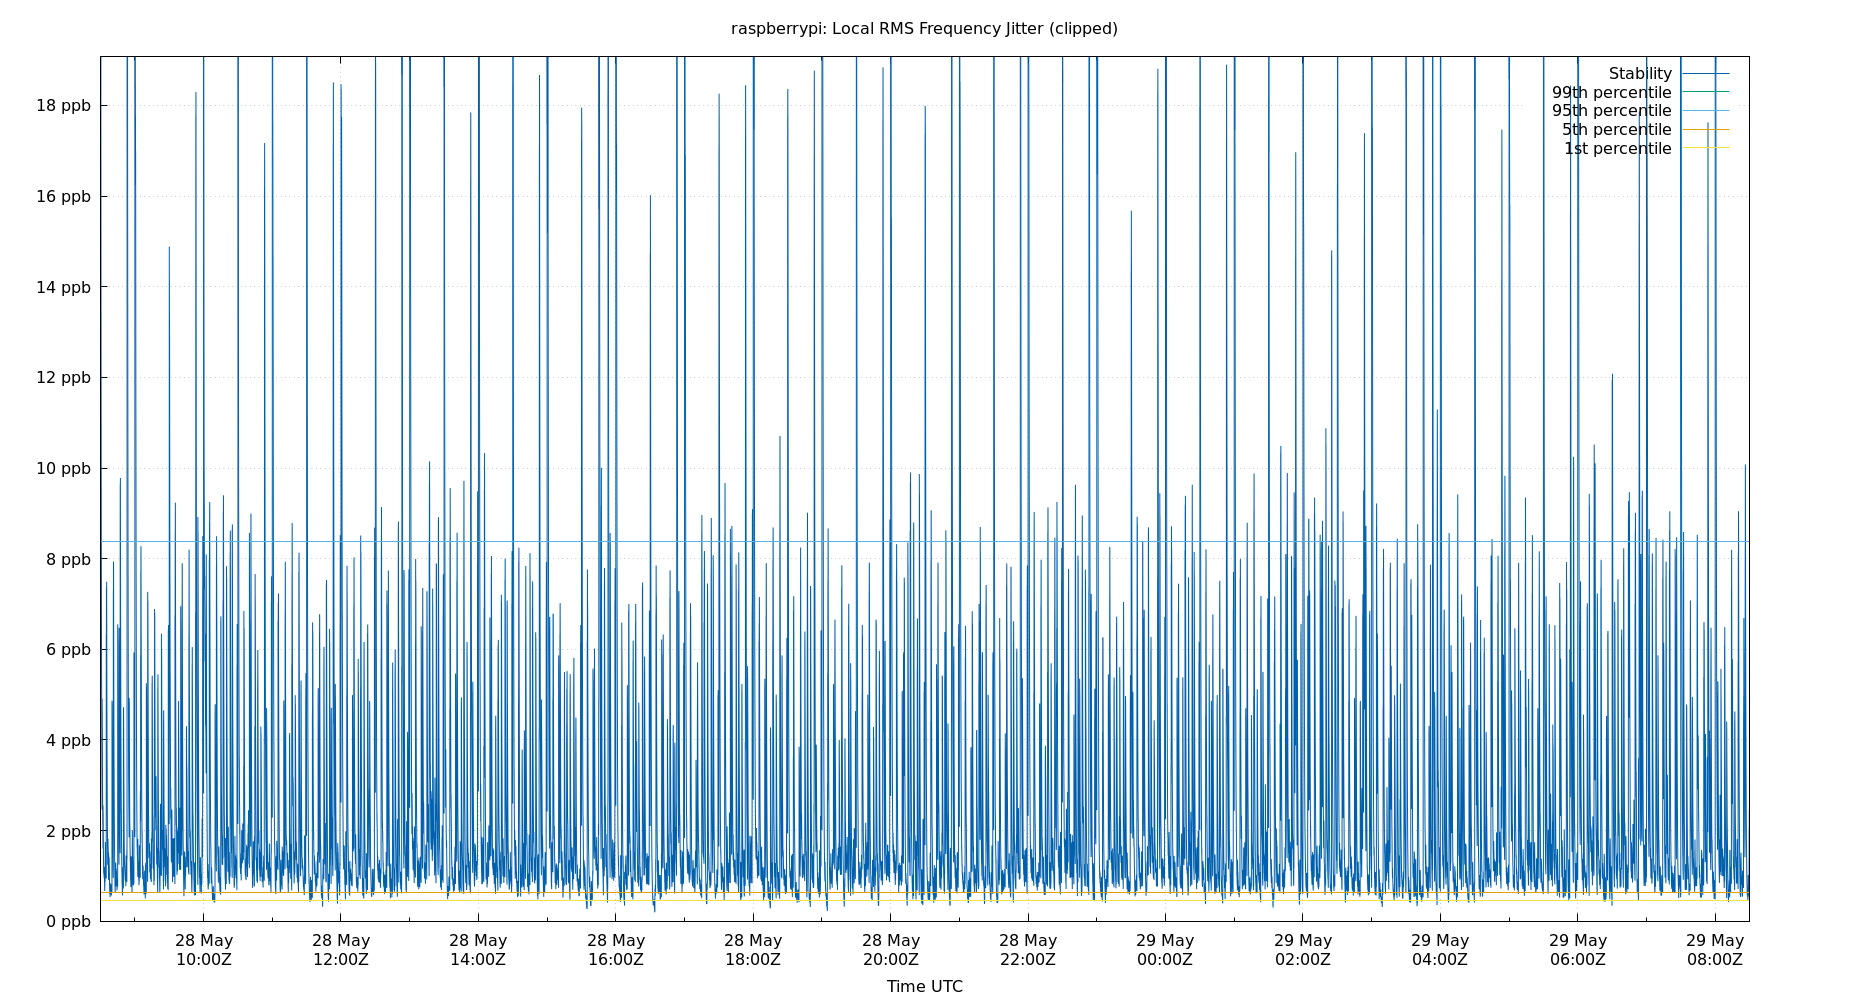 raspberrypi: Local RMS Frequency Jitter (clipped)
Stability
99th percentile
95th percentile
5th percentile
1st percentile
18 ppb
16 ppb
14 ppb
12 ppb
10 ppb
8 ppb
6 ppb
4 ppb
2 ppb
0 ppb
28 May 28 May 28 May 28 May 28 May 28 May 28 May 29 May 29 May 29 May 29 May 29 May
10:00Z 12:00Z 14:00Z 16:00Z 18:00Z 20:00Z 22:00Z 00:00Z 02:00Z 04:00Z 06:00Z 08:00Z
Time UTC